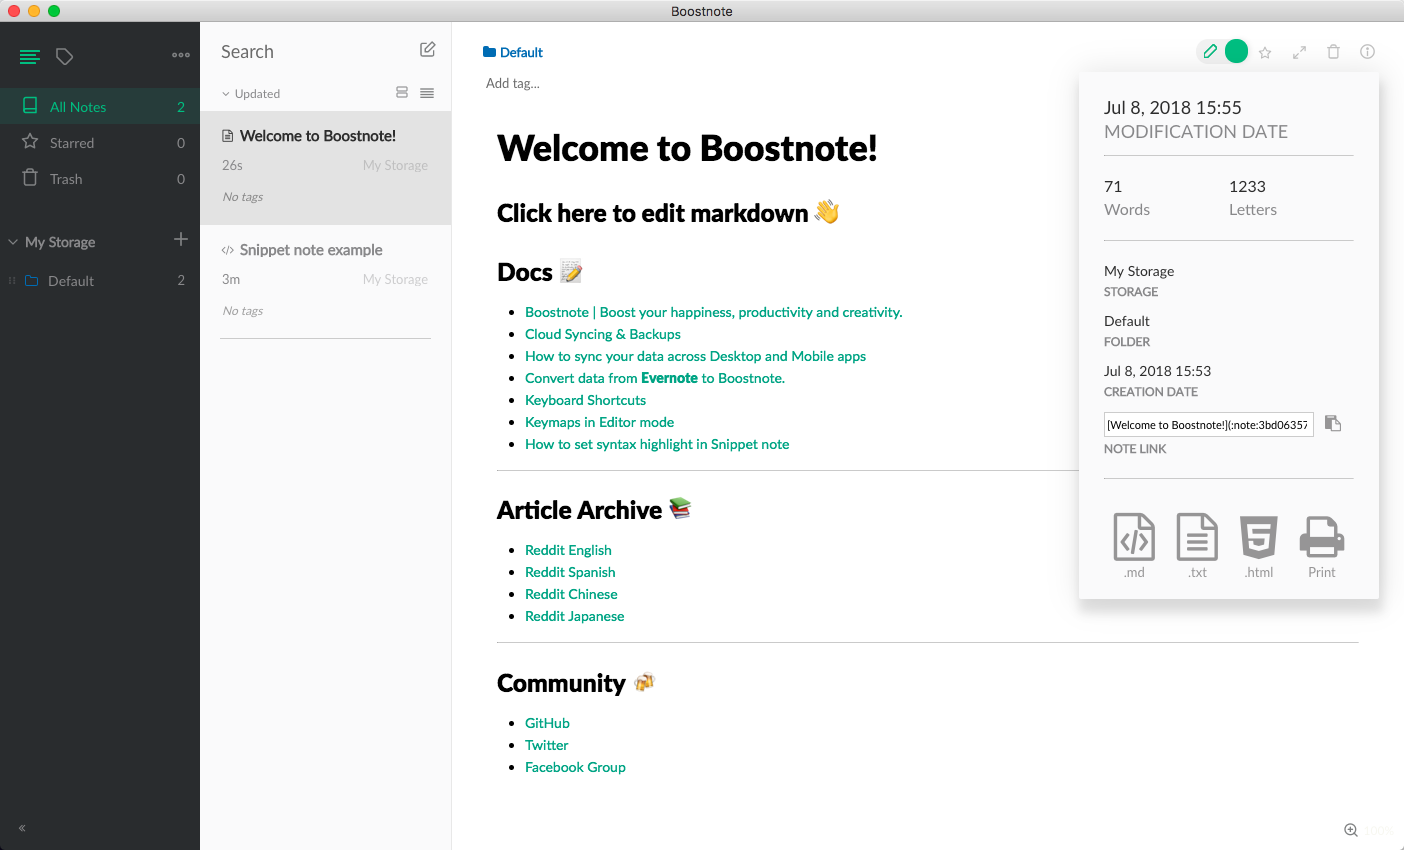 Boostnote
All Notes 2
Starred 0
Trash 0
My Storage
Default 2
Search
Updated
Welcome to Boostnote!
26s My Storage
No tags
Snippet note example
3m My Storage
No tags
Default
Add tag...
Welcome to Boostnote!
Click here to edit markdown 👋
Docs 📝
Boostnote | Boost your happiness, productivity and creativity.
Cloud Syncing & Backups
How to sync your data across Desktop and Mobile apps
Convert data from Evernote to Boostnote.
Keyboard Shortcuts
Keymaps in Editor mode
How to set syntax highlight in Snippet note
Article Archive 📚
Reddit English
Reddit Spanish
Reddit Chinese
Reddit Japanese
Community 🍻
GitHub
Twitter
Facebook Group
Jul 8, 2018 15:55
MODIFICATION DATE
71 1233
Words Letters
My Storage
STORAGE
Default
FOLDER
Jul 8, 2018 15:53
CREATION DATE
[Welcome to Boostnote!](:note:3bd06357
NOTE LINK
.md .txt .html Print
100%